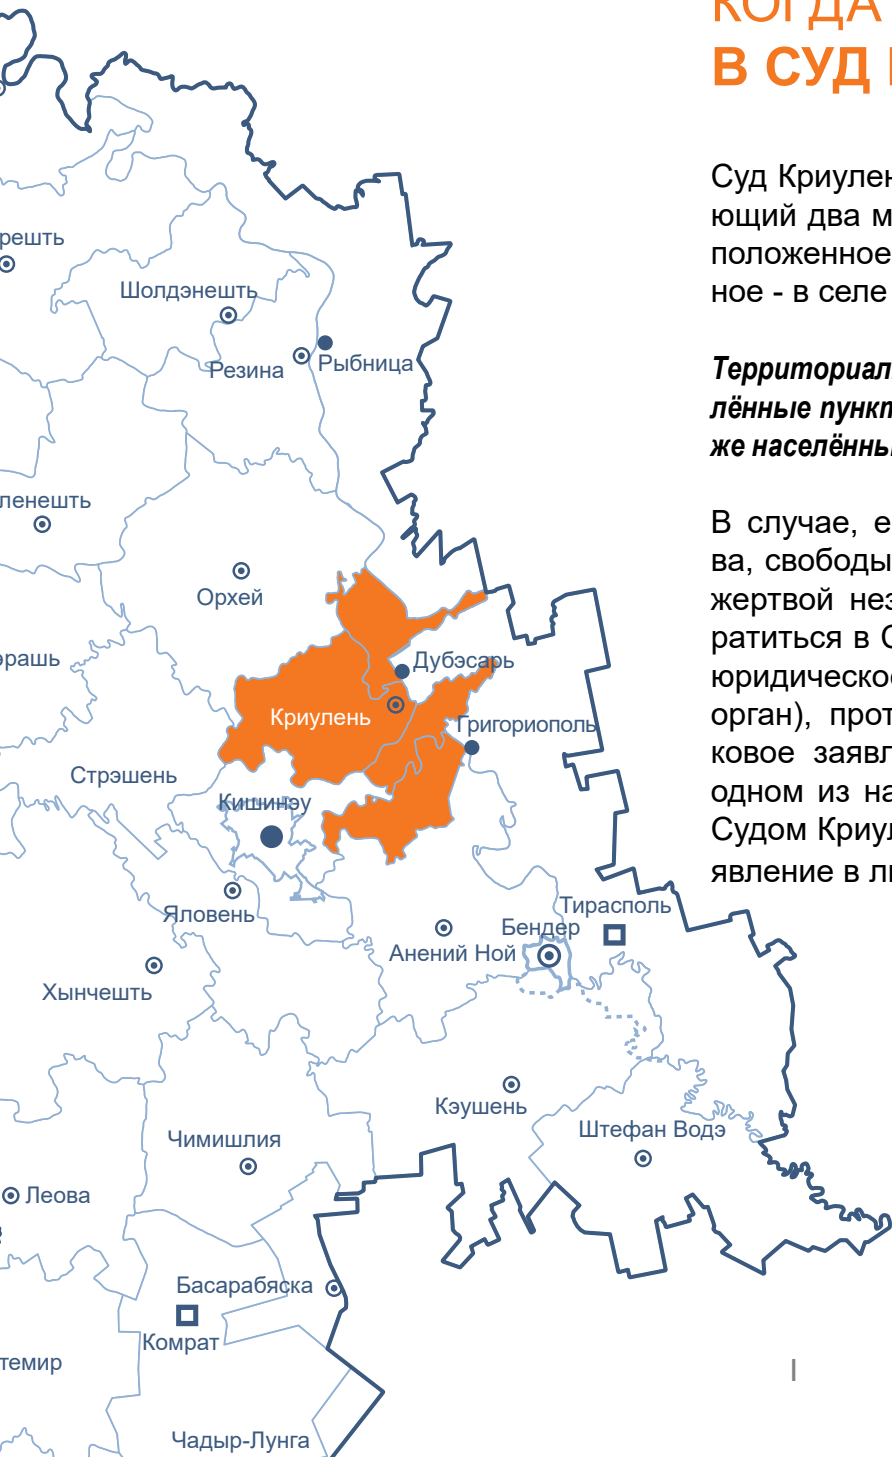 КОГДА
В СУД
Суд Криулен
ющий два м
положенное
ное - в селе
Территориал
лённые пункт
же населённы
В случае, е
ва, свободы
жертвой нез
ратиться в С
юридическое
орган), прот
ковое заявл
одном из на
Судом Криул
явление в ли
решть
Шолдэнешть
Резина
Рыбница
ленешть
Орхей
эрашь
Дубэсарь
Криулень
Григориополь
Стрэшень
Кишинэу
Яловень
Тирасполь
Бендер
Анений Ной
Хынчешть
Кэушень
Чимишлия
Штефан Водэ
Леова
Басарабяска
Комрат
темир
Чадыр-Лунга